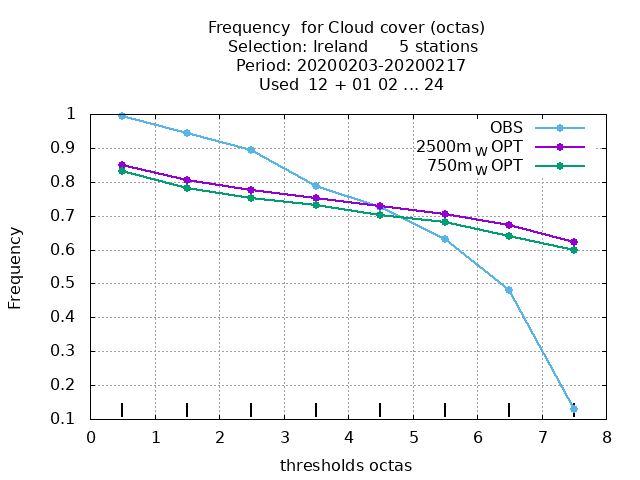 Frequency  for Cloud cover (octas)
Selection: Ireland      5 stations
Period: 20200203-20200217
Used  12 + 01 02 ... 24
OBS
2500m W OPT
750m W OPT
1
0.9
0.8
0.7
0.6
0.5
0.4
0.3
0.2
0.1
Frequency
0 1 2 3 4 5 6 7 8
thresholds octas